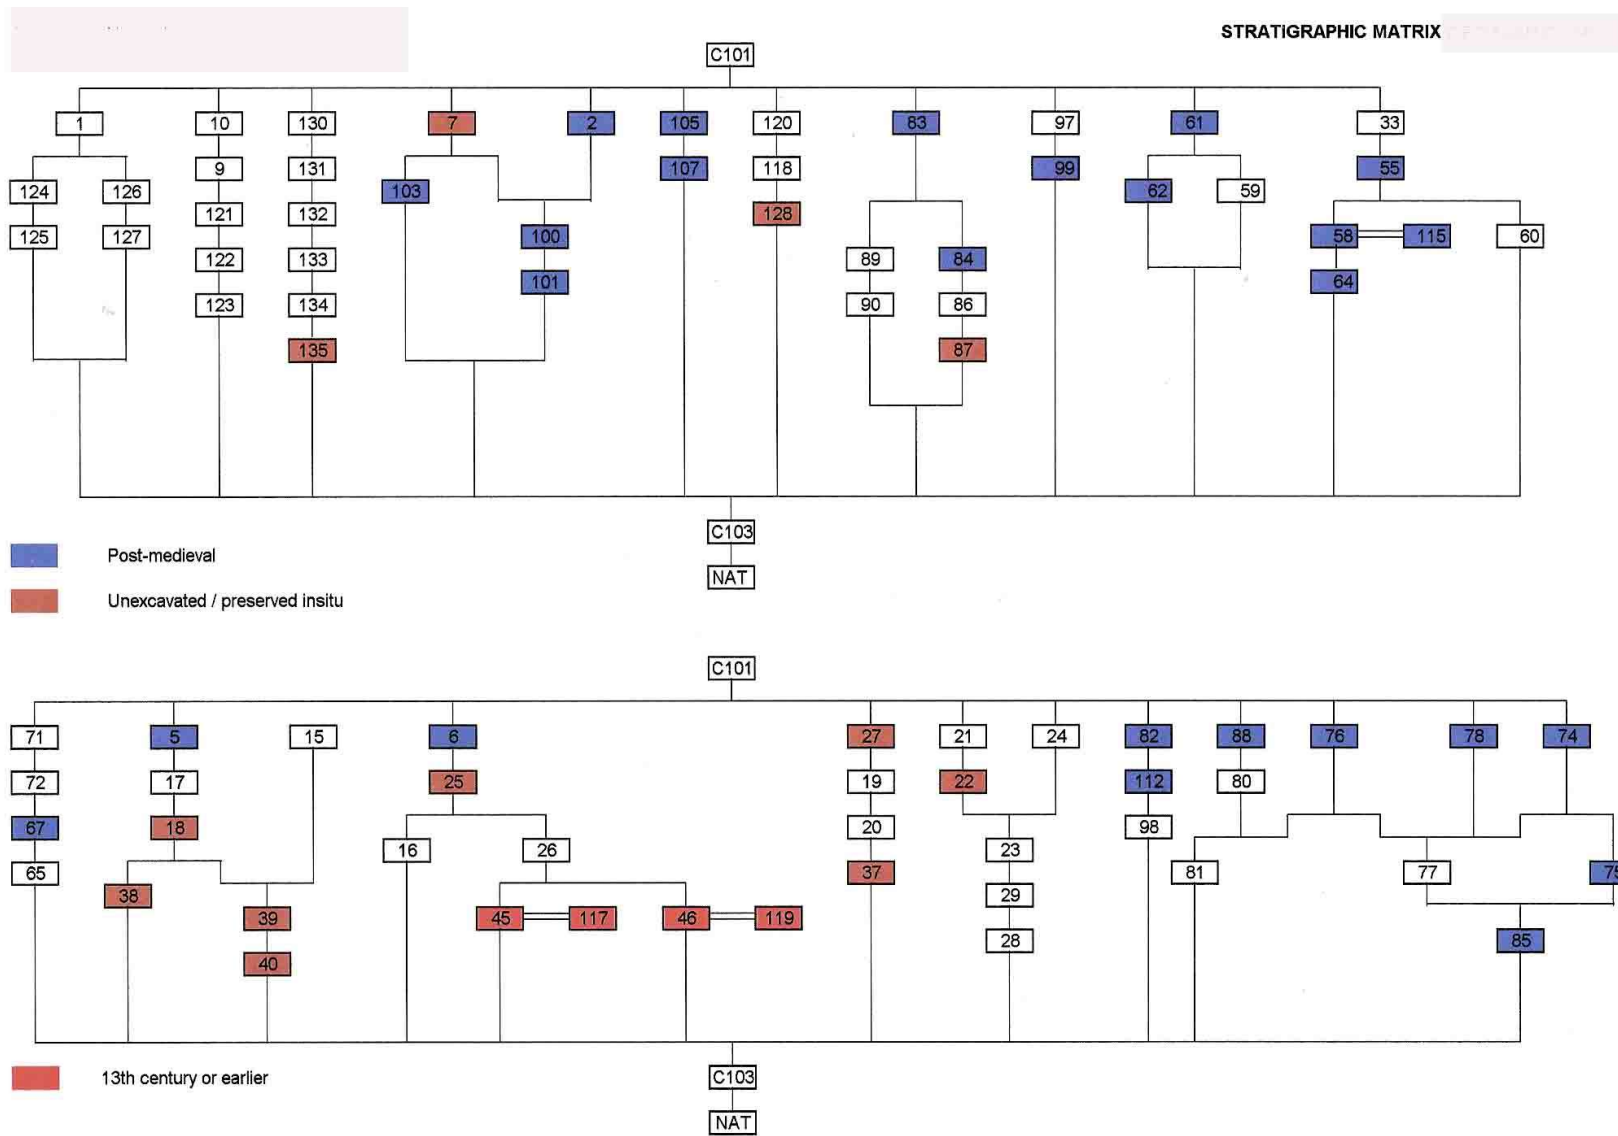 STRATIGRAPHIC MATRIX
C101
1 10 130 7 2 105 120 83 97 61 33
9 131 107 118 99 55
124 126 103 62 59
121 132 128
125 127 100 58 115 60
122 133 89 84
101 64
123 134 90 86
135 87
C103
Post-medieval
NAT
Unexcavated / preserved insitu
C101
71 5 15 6 27 21 24 82 88 76 78 74
72 17 25 19 22 112 80
67 18 20 98
16 26 23
65 37 81 77 75
38 29
39 45 117 46 119
28 85
40
C103
13th century or earlier
NAT